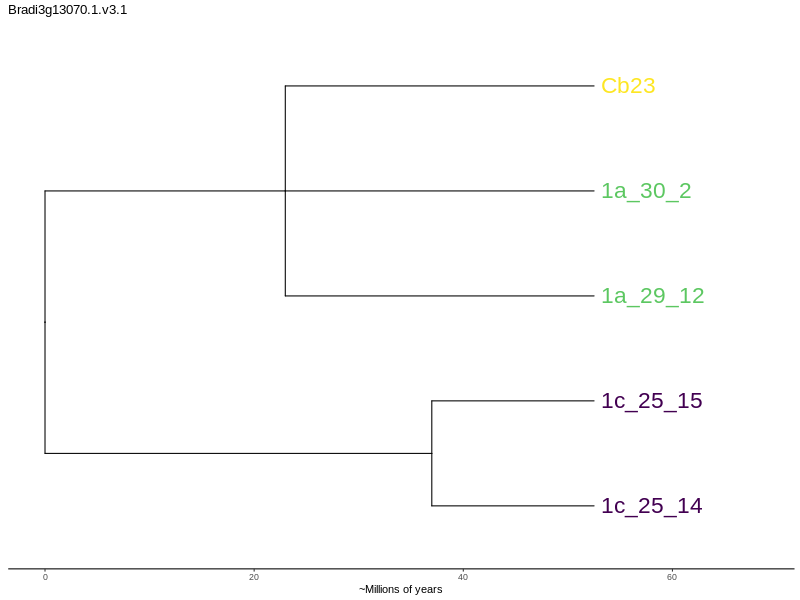 Bradi3g13070.1.v3.1
Cb23
1a_30_2
1a_29_12
1c_25_15
1c_25_14
0 20 40 60
~Millions of years